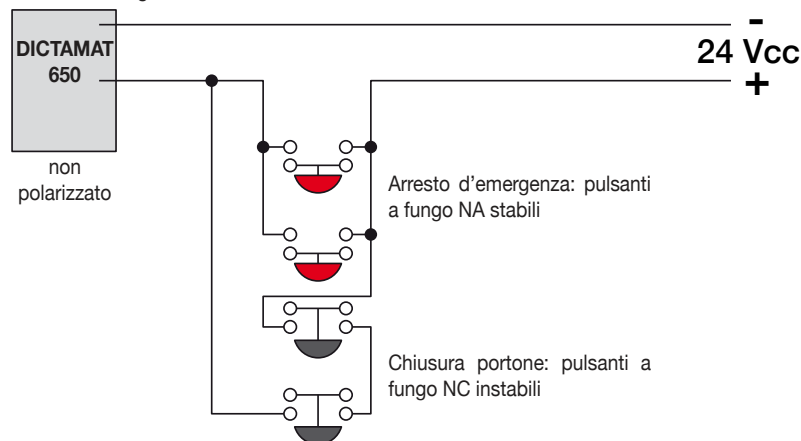 -
DICTAMAT
650
24 Vcc
+
non
polarizzato
Arresto d'emergenza: pulsanti
a fungo NA stabili
Chiusura portone: pulsanti a
fungo NC instabili